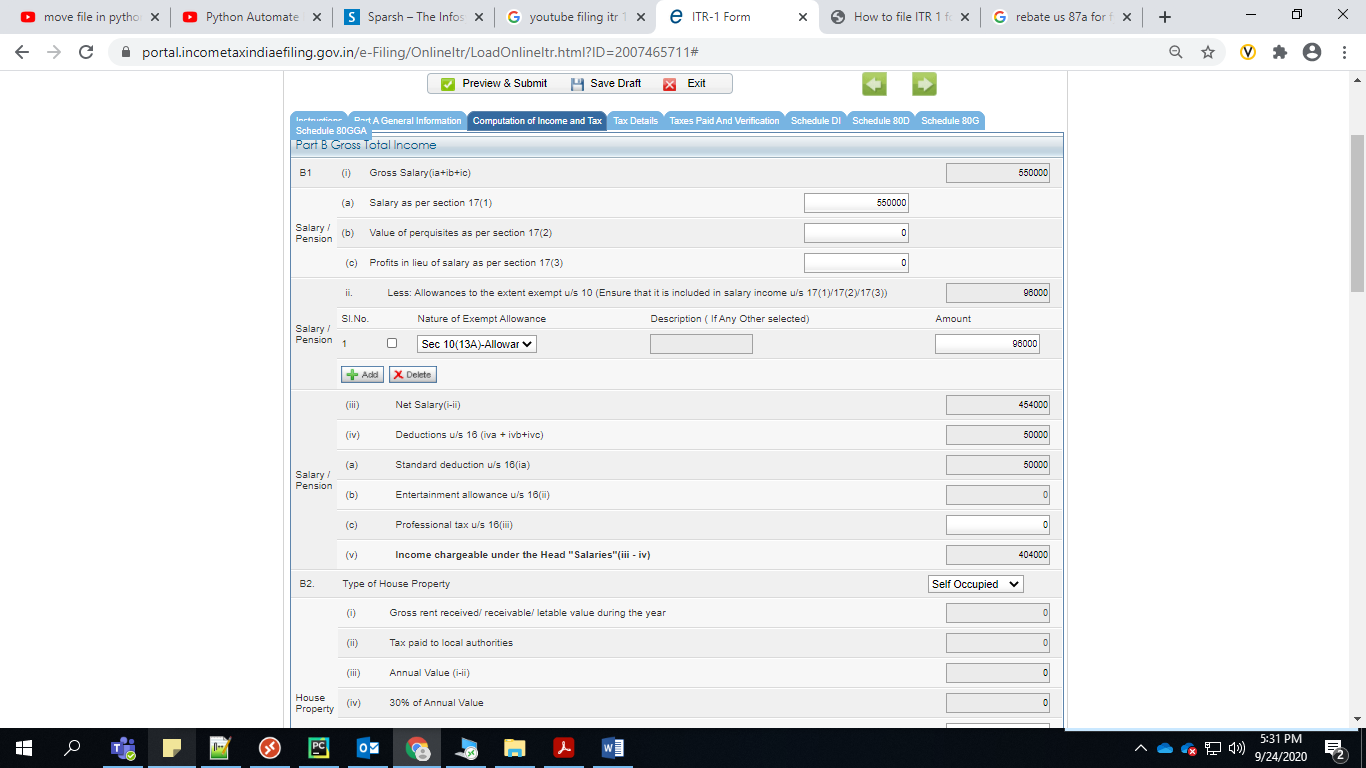 move file in pytho
Python Automate
Sparsh – The Infos
youtube filing itr 1
ITR-1 Form
How to file ITR 1 f
rebate us 87a for f
portal.incometaxindiaefiling.gov.in/e-Filing/OnlineItr/LoadOnlineItr.html?ID=2007465711#
Preview & Submit Save Draft Exit
Instructions Part A General Information Computation of Income and Tax Tax Details Taxes Paid And Verification Schedule DI Schedule 80D Schedule 80G
Schedule 80GGA
Part B Gross Total Income
B1 (i) Gross Salary(ia+ib+ic) 550000
(a) Salary as per section 17(1) 550000
Salary / Pension
(b) Value of perquisites as per section 17(2) 0
(c) Profits in lieu of salary as per section 17(3) 0
ii. Less: Allowances to the extent exempt u/s 10 (Ensure that it is included in salary income u/s 17(1)/17(2)/17(3)) 96000
Sl.No. Nature of Exempt Allowance Description ( If Any Other selected) Amount
Salary / Pension
1 Sec 10(13A)-Allowar 96000
Add Delete
(iii) Net Salary(i-ii) 454000
(iv) Deductions u/s 16 (iva + ivb+ivc) 50000
(a) Standard deduction u/s 16(ia) 50000
Salary / Pension
(b) Entertainment allowance u/s 16(ii) 0
(c) Professional tax u/s 16(iii) 0
(v) Income chargeable under the Head "Salaries"(iii - iv) 404000
B2. Type of House Property Self Occupied
(i) Gross rent received/ receivable/ letable value during the year 0
(ii) Tax paid to local authorities 0
(iii) Annual Value (i-ii) 0
House Property
(iv) 30% of Annual Value 0
5:31 PM
9/24/2020
2